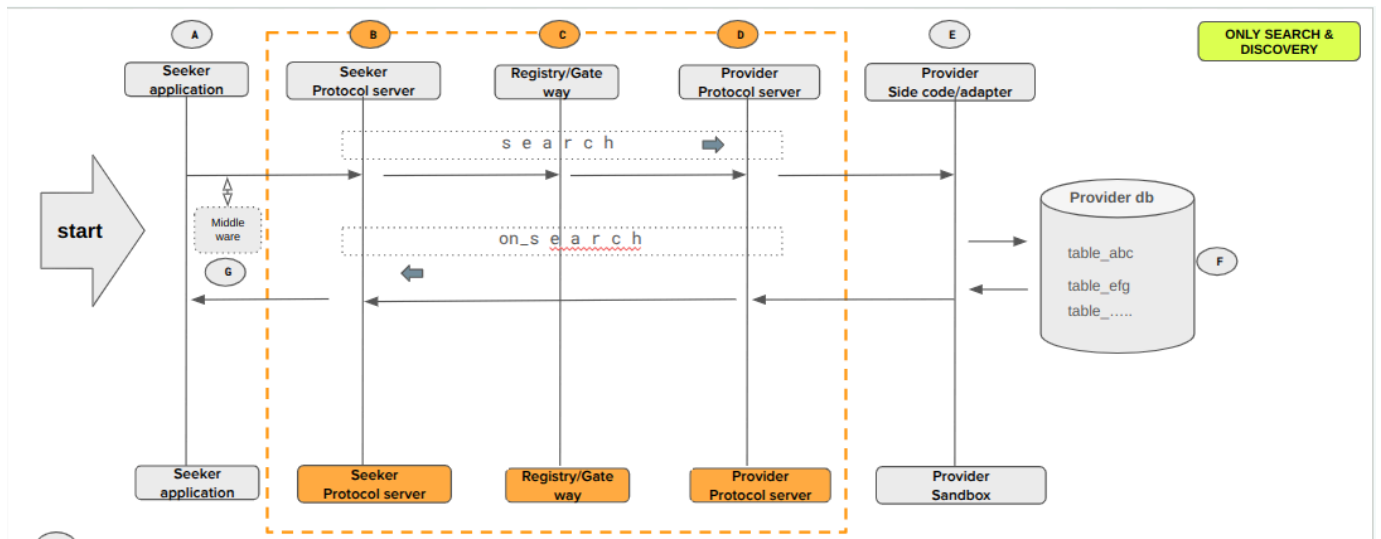 A
B
C
D
E
ONLY SEARCH &
DISCOVERY
Seeker
application
Seeker
Protocol server
Registry/Gate
way
Provider
Protocol server
Provider
Side code/adapter
s e a r c h
start
Middle
ware
G
on_s e a r c h
Provider db
table_abc
table_efg
table_.....
F
Seeker
application
Seeker
Protocol server
Registry/Gate
way
Provider
Protocol server
Provider
Sandbox